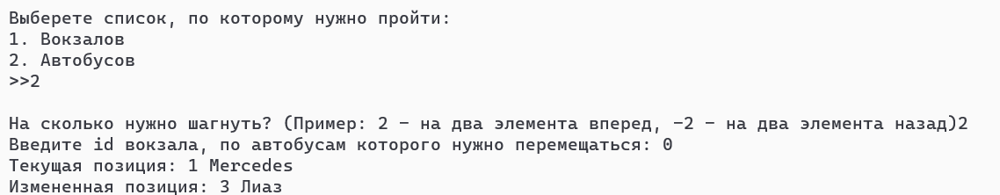 Выберете список, по которому нужно пройти:
1. Вокзалов
2. Автобусов
>>2
На сколько нужно шагнуть? (Пример: 2 - на два элемента вперед, -2 - на два элемента назад)2
Введите id вокзала, по автобусам которого нужно перемещаться: 0
Текущая позиция: 1 Mercedes
Измененная позиция: 3 Лиаз